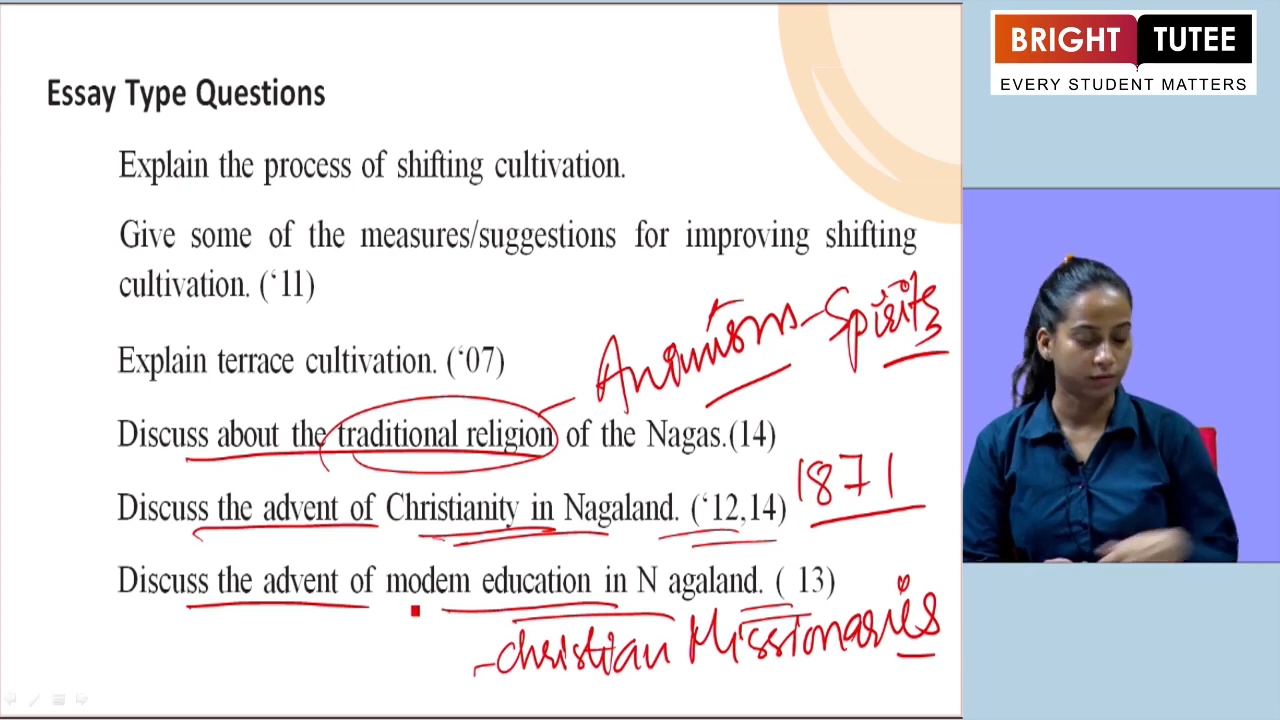 BRIGHT TUTEE
EVERY STUDENT MATTERS
Essay Type Questions
Explain the process of shifting cultivation.
Give some of the measures/suggestions for improving shifting
cultivation. (‘11)
Explain terrace cultivation. (‘07)
Animism - Spirits
Discuss about the traditional religion of the Nagas.(14)
Discuss the advent of Christianity in Nagaland. (‘12,14)
1871
Discuss the advent of modem education in N agaland. ( 13)
- Christian Missionaries